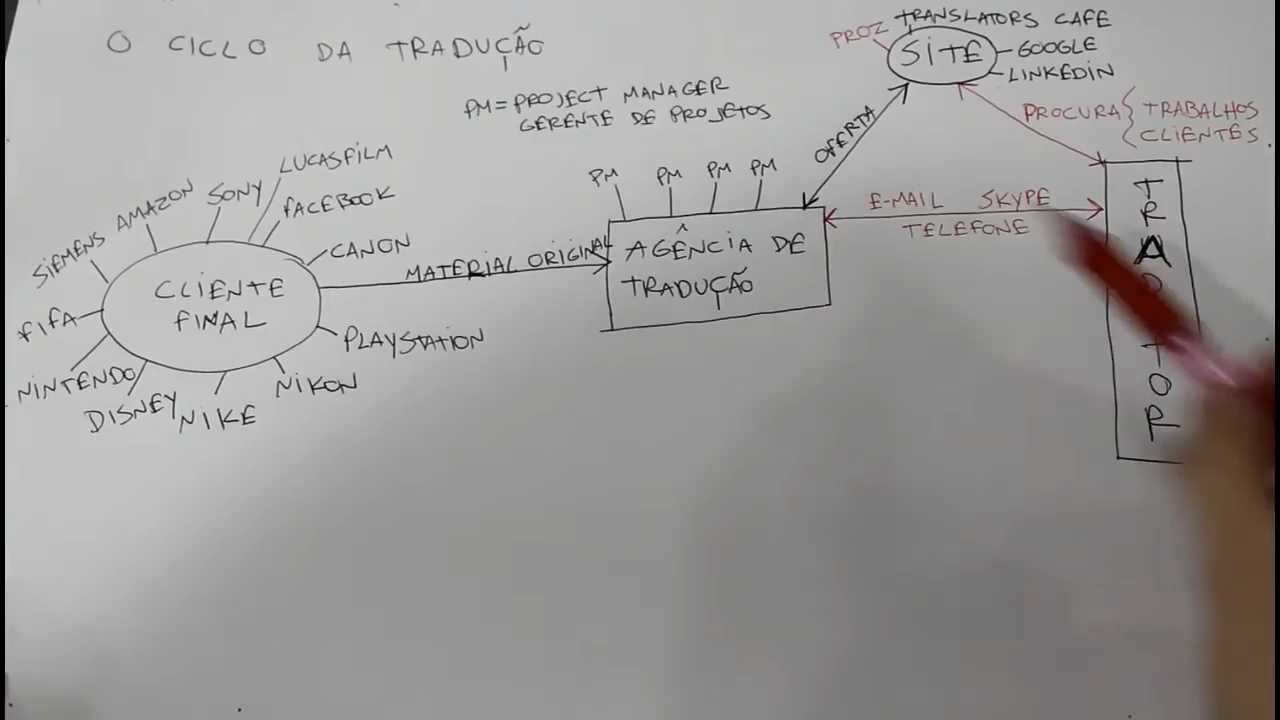 O CICLO DA TRADUÇÃO
PM = PROJECT MANAGER
GERENTE DE PROJETOS
PROZ
TRANSLATORS CAFE
SITE
GOOGLE
LINKEDIN
PROCURA { TRABALHOS
CLIENTES
OFERTA
LUCASFILM
SONY
FACEBOOK
AMAZON
SIEMENS
CANON
FIFA
CLIENTE
FINAL
PLAYSTATION
NINTENDO
DISNEY
NIKE
NIKON
MATERIAL ORIGINAL
PM PM PM PM
AGÊNCIA DE
TRADUÇÃO
E-MAIL SKYPE
TELEFONE
TRADUTOR